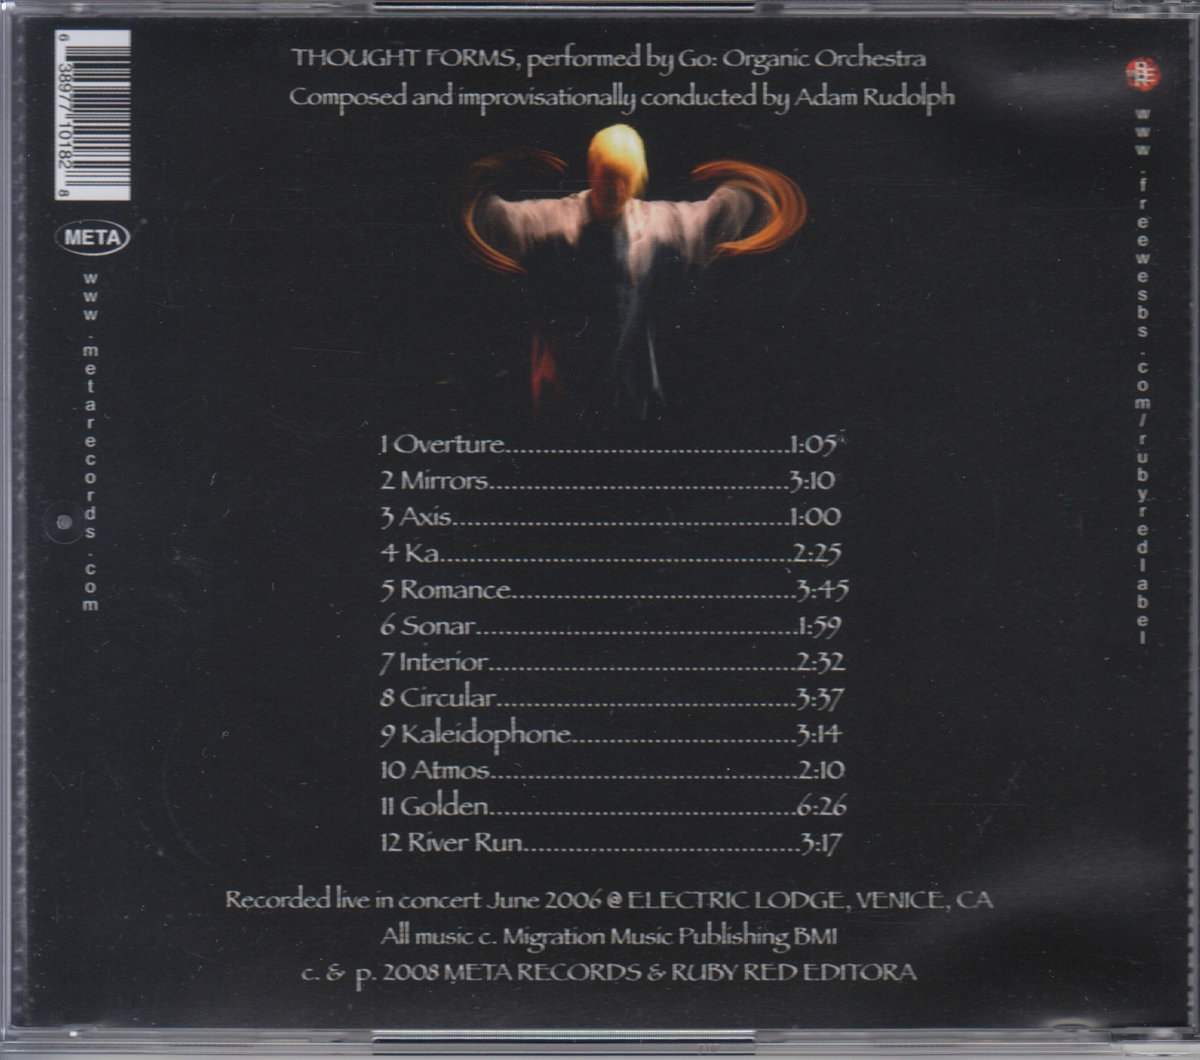 THOUGHT FORMS, performed by Go: Organic Orchestra
Composed and improvisationally conducted by Adam Rudolph
6 38977 10182 8
META
www.metarecords.com
www.freewebs.com/rubyredlabel
1 Overture.......................................1:05
2 Mirrors.........................................3:10
3 Axis..............................................1:00
4 Ka................................................2:25
5 Romance.......................................3:45
6 Sonar............................................1:59
7 Interior..........................................2:32
8 Circular.........................................3:37
9 Kaleidophone...............................3:14
10 Atmos..........................................2:10
11 Golden..........................................6:26
12 River Run......................................3:17
Recorded live in concert June 2006 @ ELECTRIC LODGE, VENICE, CA
All music c. Migration Music Publishing BMI
c. & p. 2008 META RECORDS & RUBY RED EDITORA